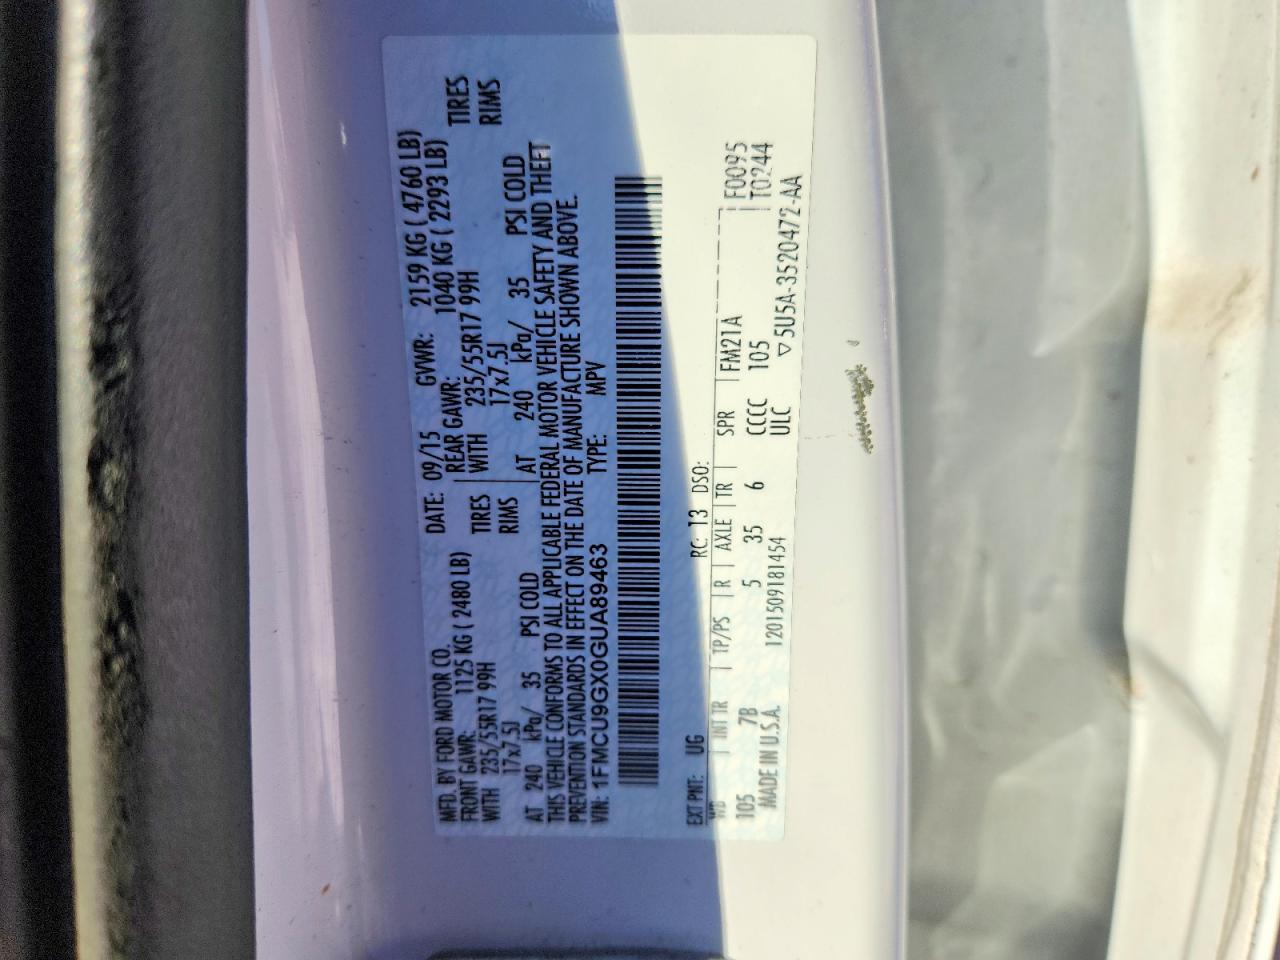 MFD. BY FORD MOTOR CO.
DATE: 09/15 GVWR: 2159 KG ( 4760 LB)
FRONT GAWR: 1125 KG ( 2480 LB)
REAR GAWR: 1040 KG ( 2293 LB)
WITH 235/55R17 99H TIRES
WITH 235/55R17 99H TIRES
17x7.5J RIMS
17x7.5J RIMS
AT 240 kPa/ 35 PSI COLD
AT 240 kPa/ 35 PSI COLD
THIS VEHICLE CONFORMS TO ALL APPLICABLE FEDERAL MOTOR VEHICLE SAFETY AND THEFT
PREVENTION STANDARDS IN EFFECT ON THE DATE OF MANUFACTURE SHOWN ABOVE.
VIN: 1FMCU9GX0GUA89463 TYPE: MPV
EXT PNT: UG RC: 13 DSO:
WB INT TR TP/PS R AXLE TR SPR FM21A F0095
105 7B 5 35 6 CCCC 105 T0244
MADE IN U.S.A. 1201509181454 ULC ▽5U5A-3520472-AA